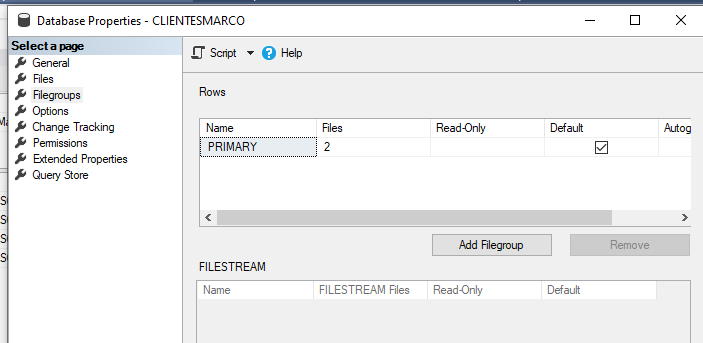 Database Properties - CLIENTESMARCO
Select a page
General
Files
Filegroups
Options
Change Tracking
Permissions
Extended Properties
Query Store
Script
Help
Rows
Name Files Read-Only Default Autog
PRIMARY 2
Add Filegroup Remove
FILESTREAM
Name FILESTREAM Files Read-Only Default